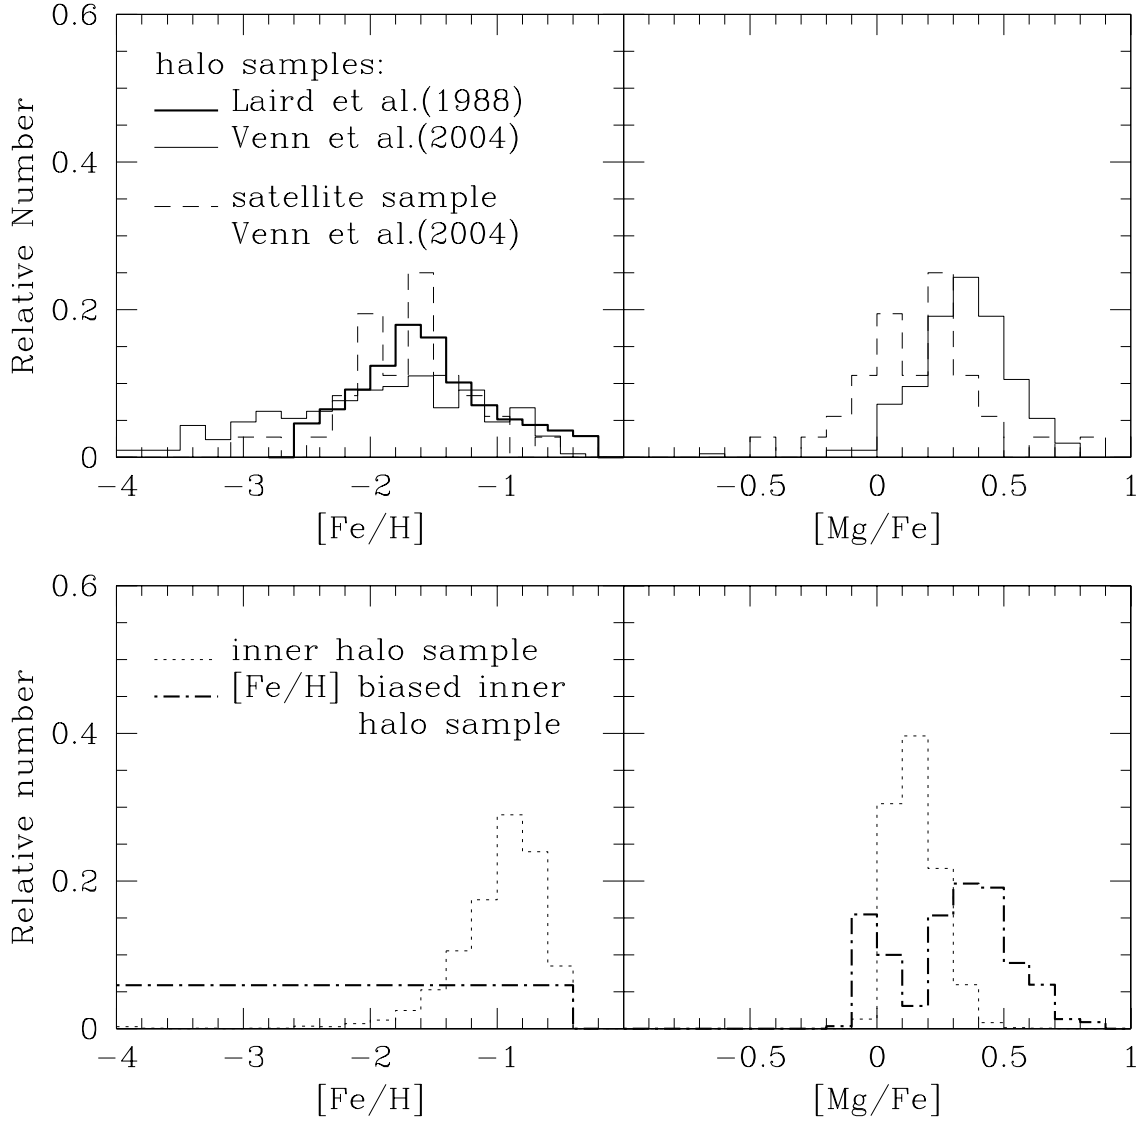 0.6
halo samples:
Laird et al.(1988)
Venn et al.(2004)
satellite sample
Venn et al.(2004)
0.4
0.2
0
Relative Number
−4 −3 −2 −1
[Fe/H]
−0.5 0 0.5 1
[Mg/Fe]
0.6
inner halo sample
[Fe/H] biased inner
halo sample
0.4
0.2
0
Relative number
−4 −3 −2 −1
[Fe/H]
−0.5 0 0.5 1
[Mg/Fe]